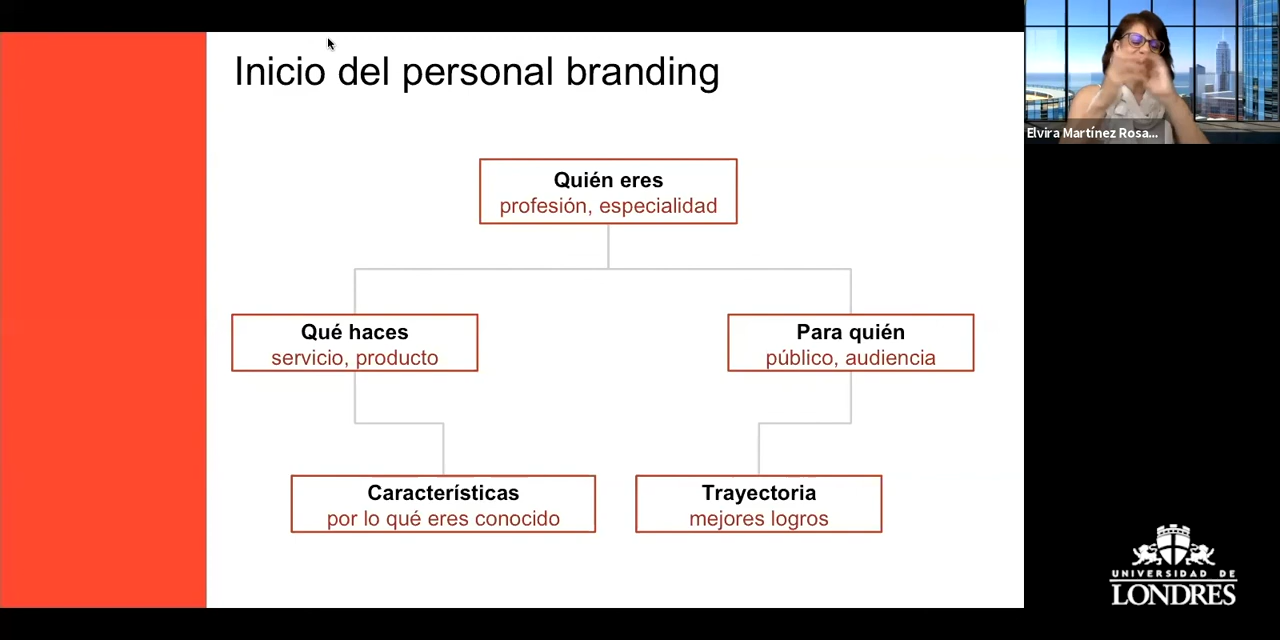 Inicio del personal branding
Elvira Martínez Rosa...
Quién eres
profesión, especialidad
Qué haces
servicio, producto
Para quién
público, audiencia
Características
por lo qué eres conocido
Trayectoria
mejores logros
UNIVERSIDAD DE
LONDRES